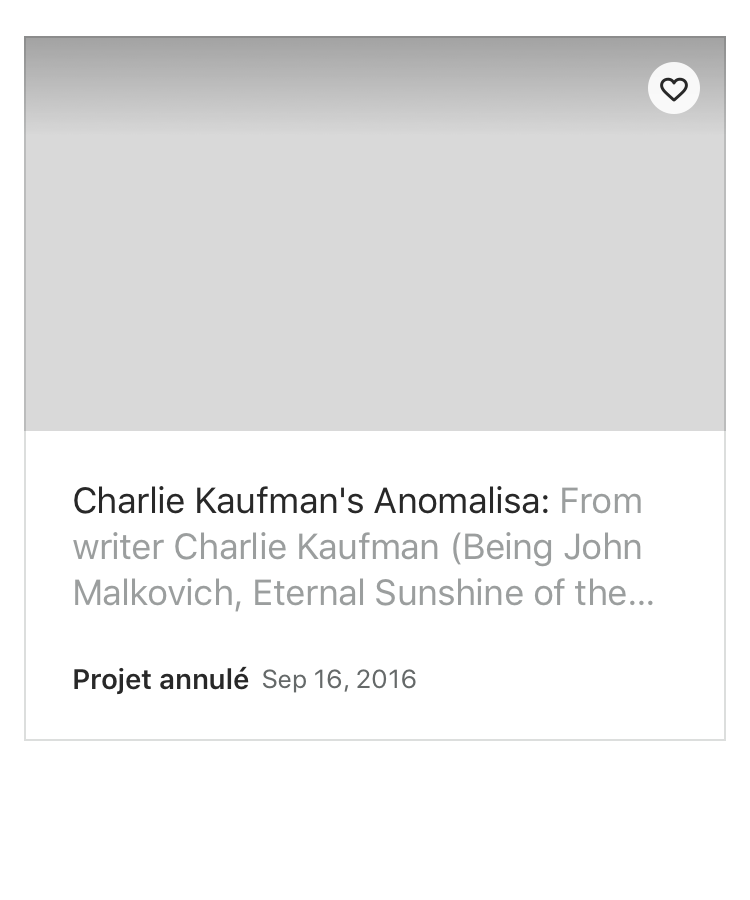 Charlie Kaufman's Anomalisa: From
writer Charlie Kaufman (Being John
Malkovich, Eternal Sunshine of the...
Projet annulé Sep 16, 2016